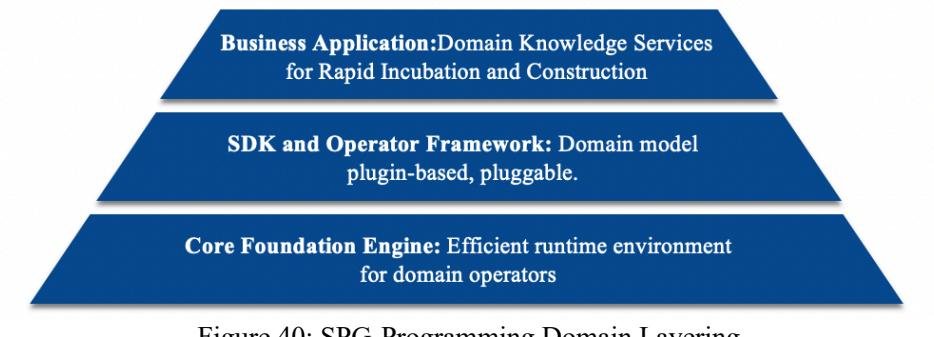 Business Application:Domain Knowledge Services
for Rapid Incubation and Construction
SDK and Operator Framework: Domain model
plugin-based, pluggable.
Core Foundation Engine: Efficient runtime environment
for domain operators
Figure 40: SPG-Programming Domain Layering